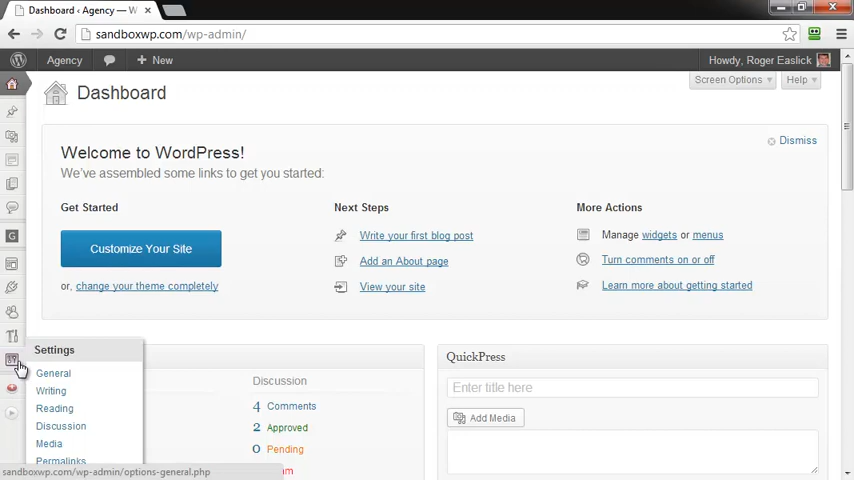 Dashboard ‹ Agency — W
sandboxwp.com/wp-admin/
Agency
New
Howdy, Roger Easlick
Screen Options
Help
Dashboard
Dismiss
Welcome to WordPress!
We've assembled some links to get you started:
Get Started
Next Steps
More Actions
Customize Your Site
or, change your theme completely
Write your first blog post
Add an About page
View your site
Manage widgets or menus
Turn comments on or off
Learn more about getting started
Settings
General
Writing
Reading
Discussion
Media
Permalinks
Discussion
4 Comments
2 Approved
0 Pending
QuickPress
Enter title here
Add Media
sandboxwp.com/wp-admin/options-general.php